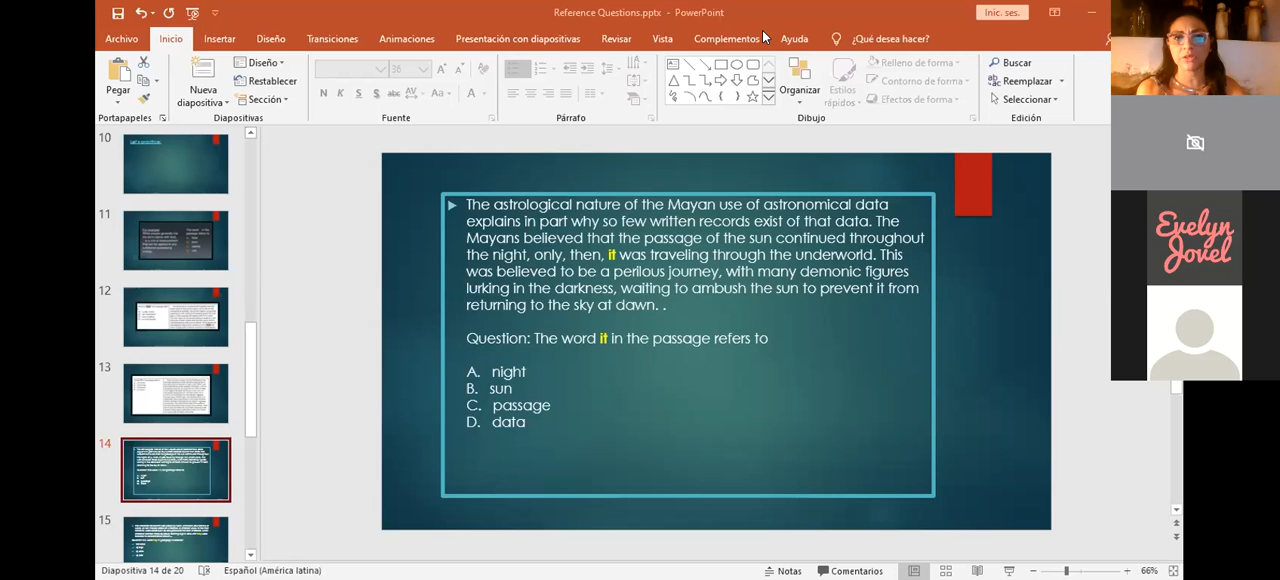 Reference Questions.pptx - PowerPoint
Inic. ses.
Archivo Inicio Insertar Diseño Transiciones Animaciones Presentación con diapositivas Revisar Vista Complementos Ayuda ¿Qué desea hacer?
Pegar
Nueva
diapositiva
Diseño
Restablecer
Sección
36
N K S S abc AV Aa A
Organizar
Estilos
rápidos
Relleno de forma
Contorno de forma
Efectos de forma
Buscar
Reemplazar
Seleccionar
Portapapeles Diapositivas Fuente Párrafo Dibujo Edición
10
11
12
13
14
15
The astrological nature of the Mayan use of astronomical data
explains in part why so few written records exist of that data. The
Mayans believed that the passage of the sun continued throughout
the night, only, then, it was traveling through the underworld. This
was believed to be a perilous journey, with many demonic figures
lurking in the darkness, waiting to ambush the sun to prevent it from
returning to the sky at dawn. .
Question: The word it in the passage refers to
A. night
B. sun
C. passage
D. data
Evelyn
Jovel
Diapositiva 14 de 20 Español (América latina) Notas Comentarios 66%